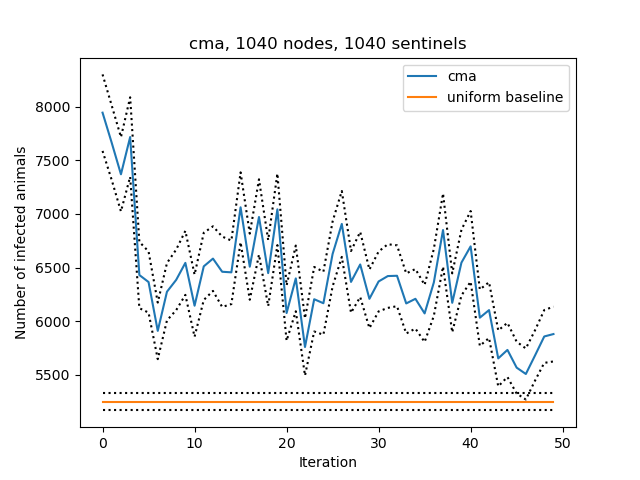 cma, 1040 nodes, 1040 sentinels
cma
uniform baseline
8000
7500
7000
6500
6000
5500
Number of infected animals
0 10 20 30 40 50
Iteration